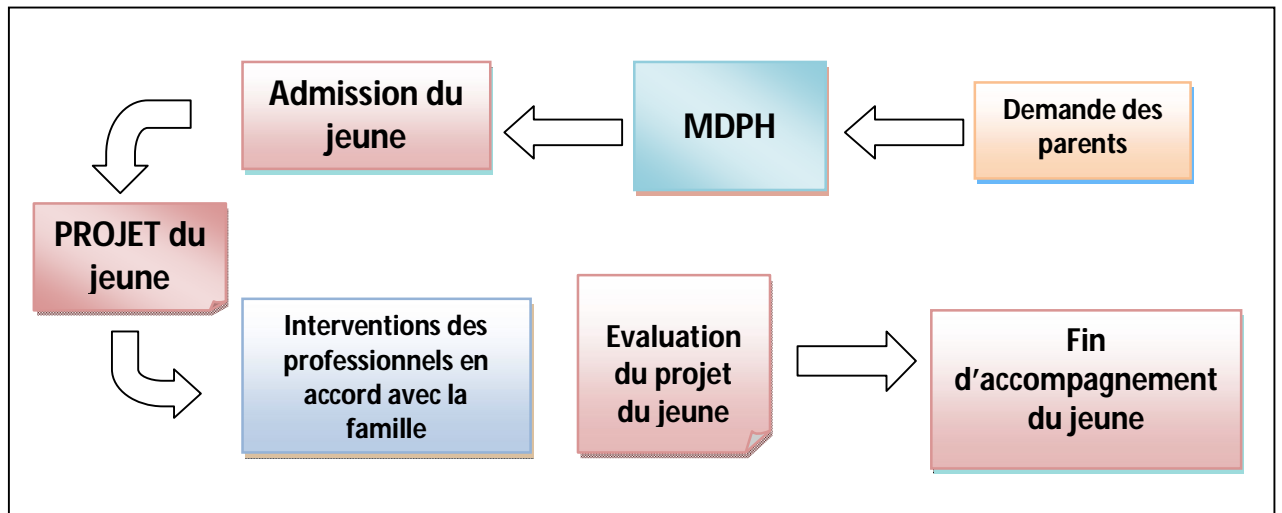 Demande des
parents
MDPH
Admission du
jeune
PROJET du
jeune
Interventions des
professionnels en
accord avec la
famille
Evaluation
du projet
du jeune
Fin
d'accompagnement
du jeune